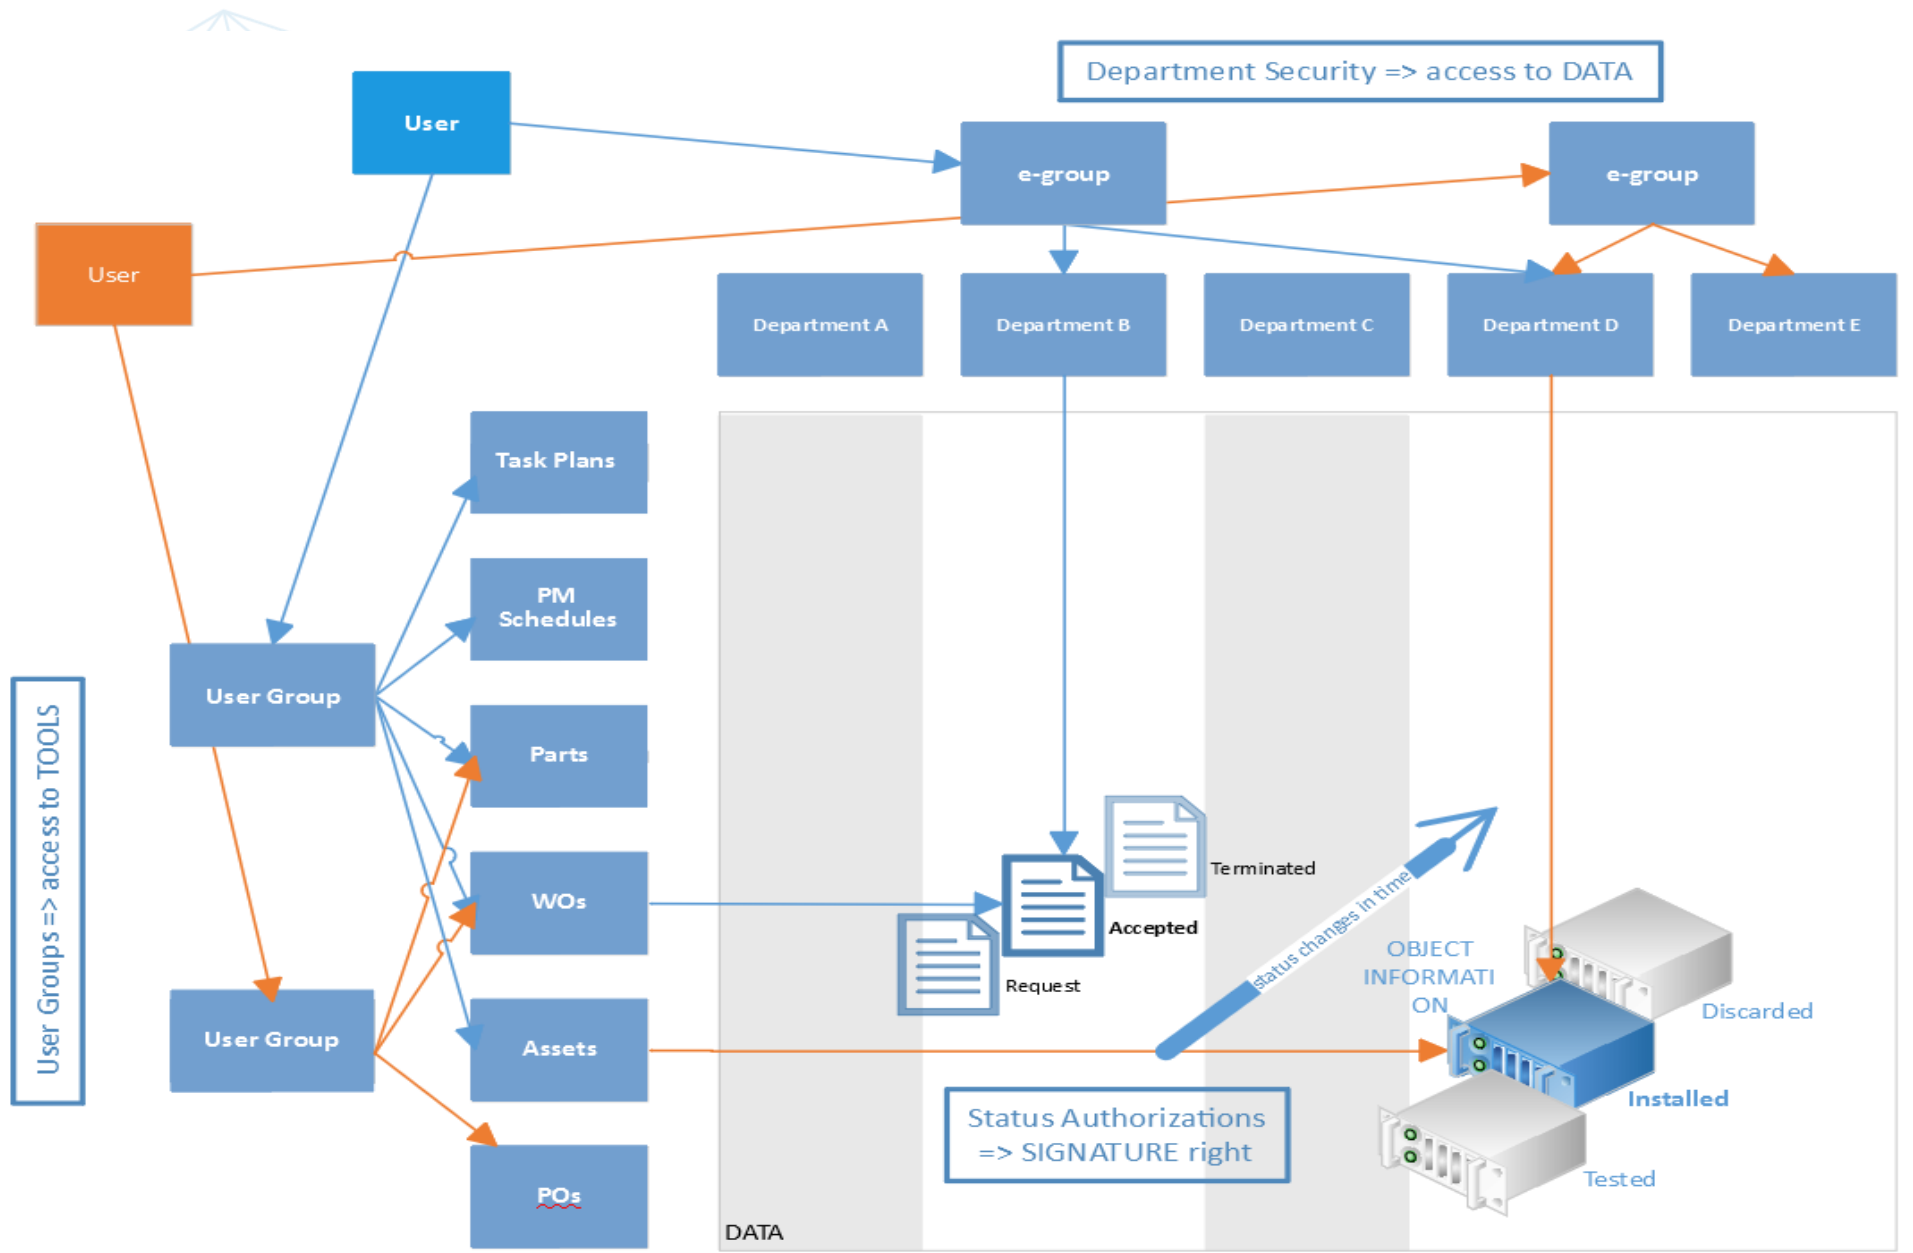 Department Security => access to DATA
User
e-group
e-group
User
Department A
Department B
Department C
Department D
Department E
Task Plans
PM
Schedules
User Group
Parts
User Groups => access to TOOLS
WOs
Terminated
Accepted
Request
status changes in time
OBJECT
INFORMATI
ON
Discarded
User Group
Assets
Installed
Status Authorizations
=> SIGNATURE right
Tested
POs
DATA